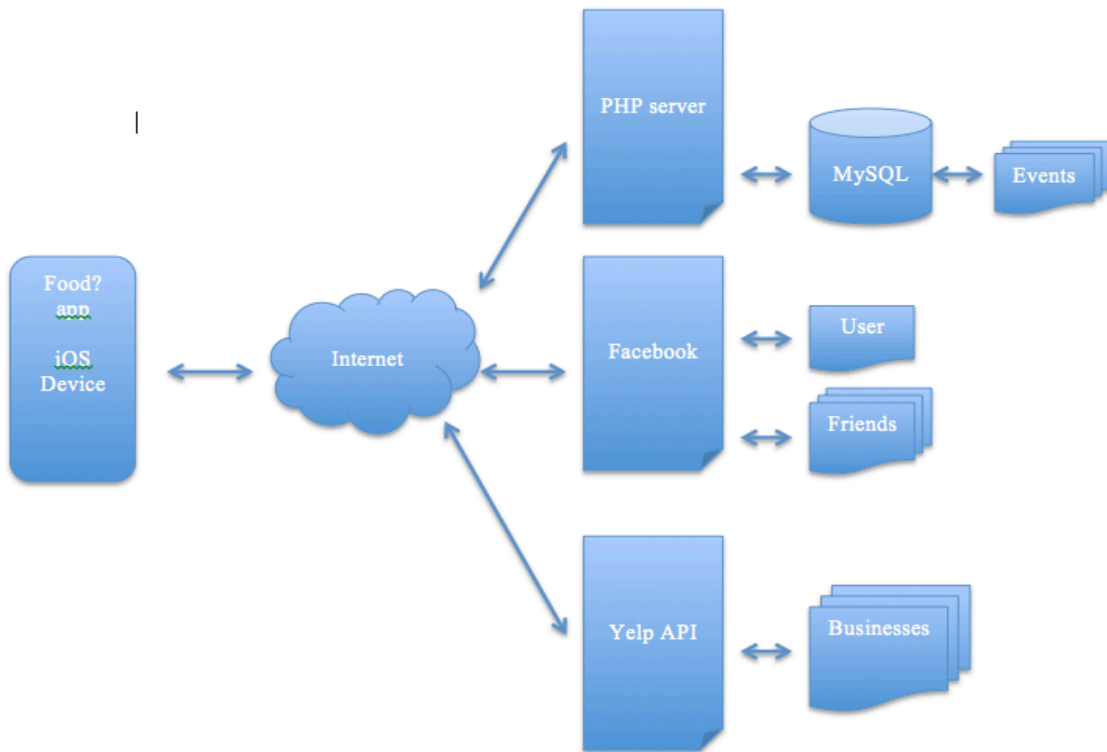 PHP server
MySQL
Events
Food?
app
iOS
Device
Internet
Facebook
User
Friends
Yelp API
Businesses